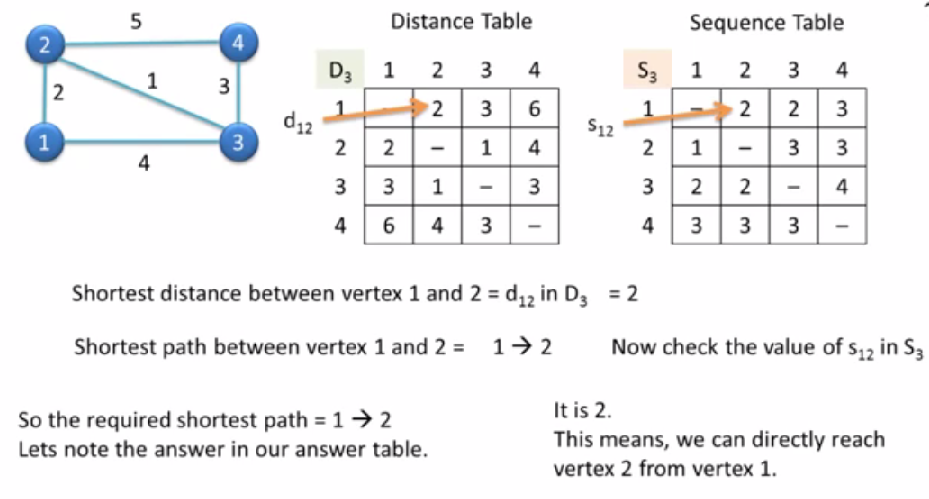 5
2
4
2
1
3
1
3
4
Distance Table
D3 1 2 3 4
1 – 2 3 6
2 2 – 1 4
3 3 1 – 3
4 6 4 3 –
d12
Sequence Table
S3 1 2 3 4
1 – 2 2 3
2 1 – 3 3
3 2 2 – 4
4 3 3 3 –
s12
Shortest distance between vertex 1 and 2 = d12 in D3 = 2
Shortest path between vertex 1 and 2 = 1 → 2
Now check the value of s12 in S3
So the required shortest path = 1 → 2
Lets note the answer in our answer table.
It is 2.
This means, we can directly reach
vertex 2 from vertex 1.